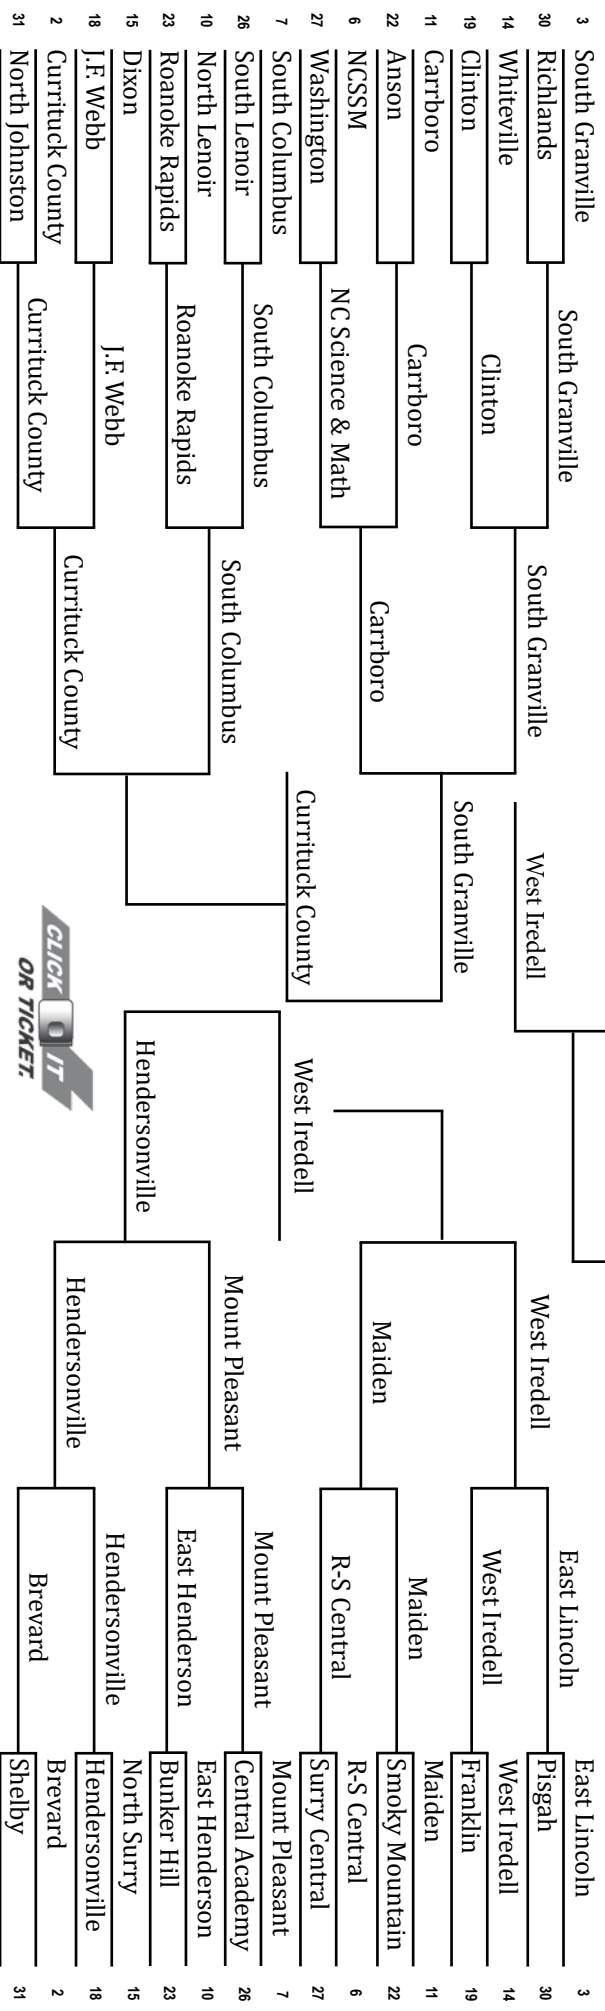 3 South Granville
30 Richlands
14 Whiteville
19 Clinton
11 Carrboro
22 Anson
6 NCSSM
27 Washington
7 South Columbus
26 South Lenoir
10 North Lenoir
23 Roanoke Rapids
15 Dixon
18 J.F. Webb
2 Currituck County
31 North Johnston
South Granville
Clinton
Carrboro
NC Science & Math
South Columbus
Roanoke Rapids
J.F. Webb
Currituck County
South Granville
Carrboro
South Columbus
Currituck County
South Granville
Currituck County
West Iredell
CLICK IT
OR TICKET.
West Iredell
Hendersonville
West Iredell
Maiden
Mount Pleasant
Hendersonville
East Lincoln
West Iredell
Maiden
R-S Central
Mount Pleasant
East Henderson
Hendersonville
Brevard
East Lincoln 3
Pisgah 30
West Iredell 14
Franklin 19
Maiden 11
Smoky Mountain 22
R-S Central 6
Surry Central 27
Mount Pleasant 7
Central Academy 26
East Henderson 10
Bunker Hill 23
North Surry 15
Hendersonville 18
Brevard 2
Shelby 31